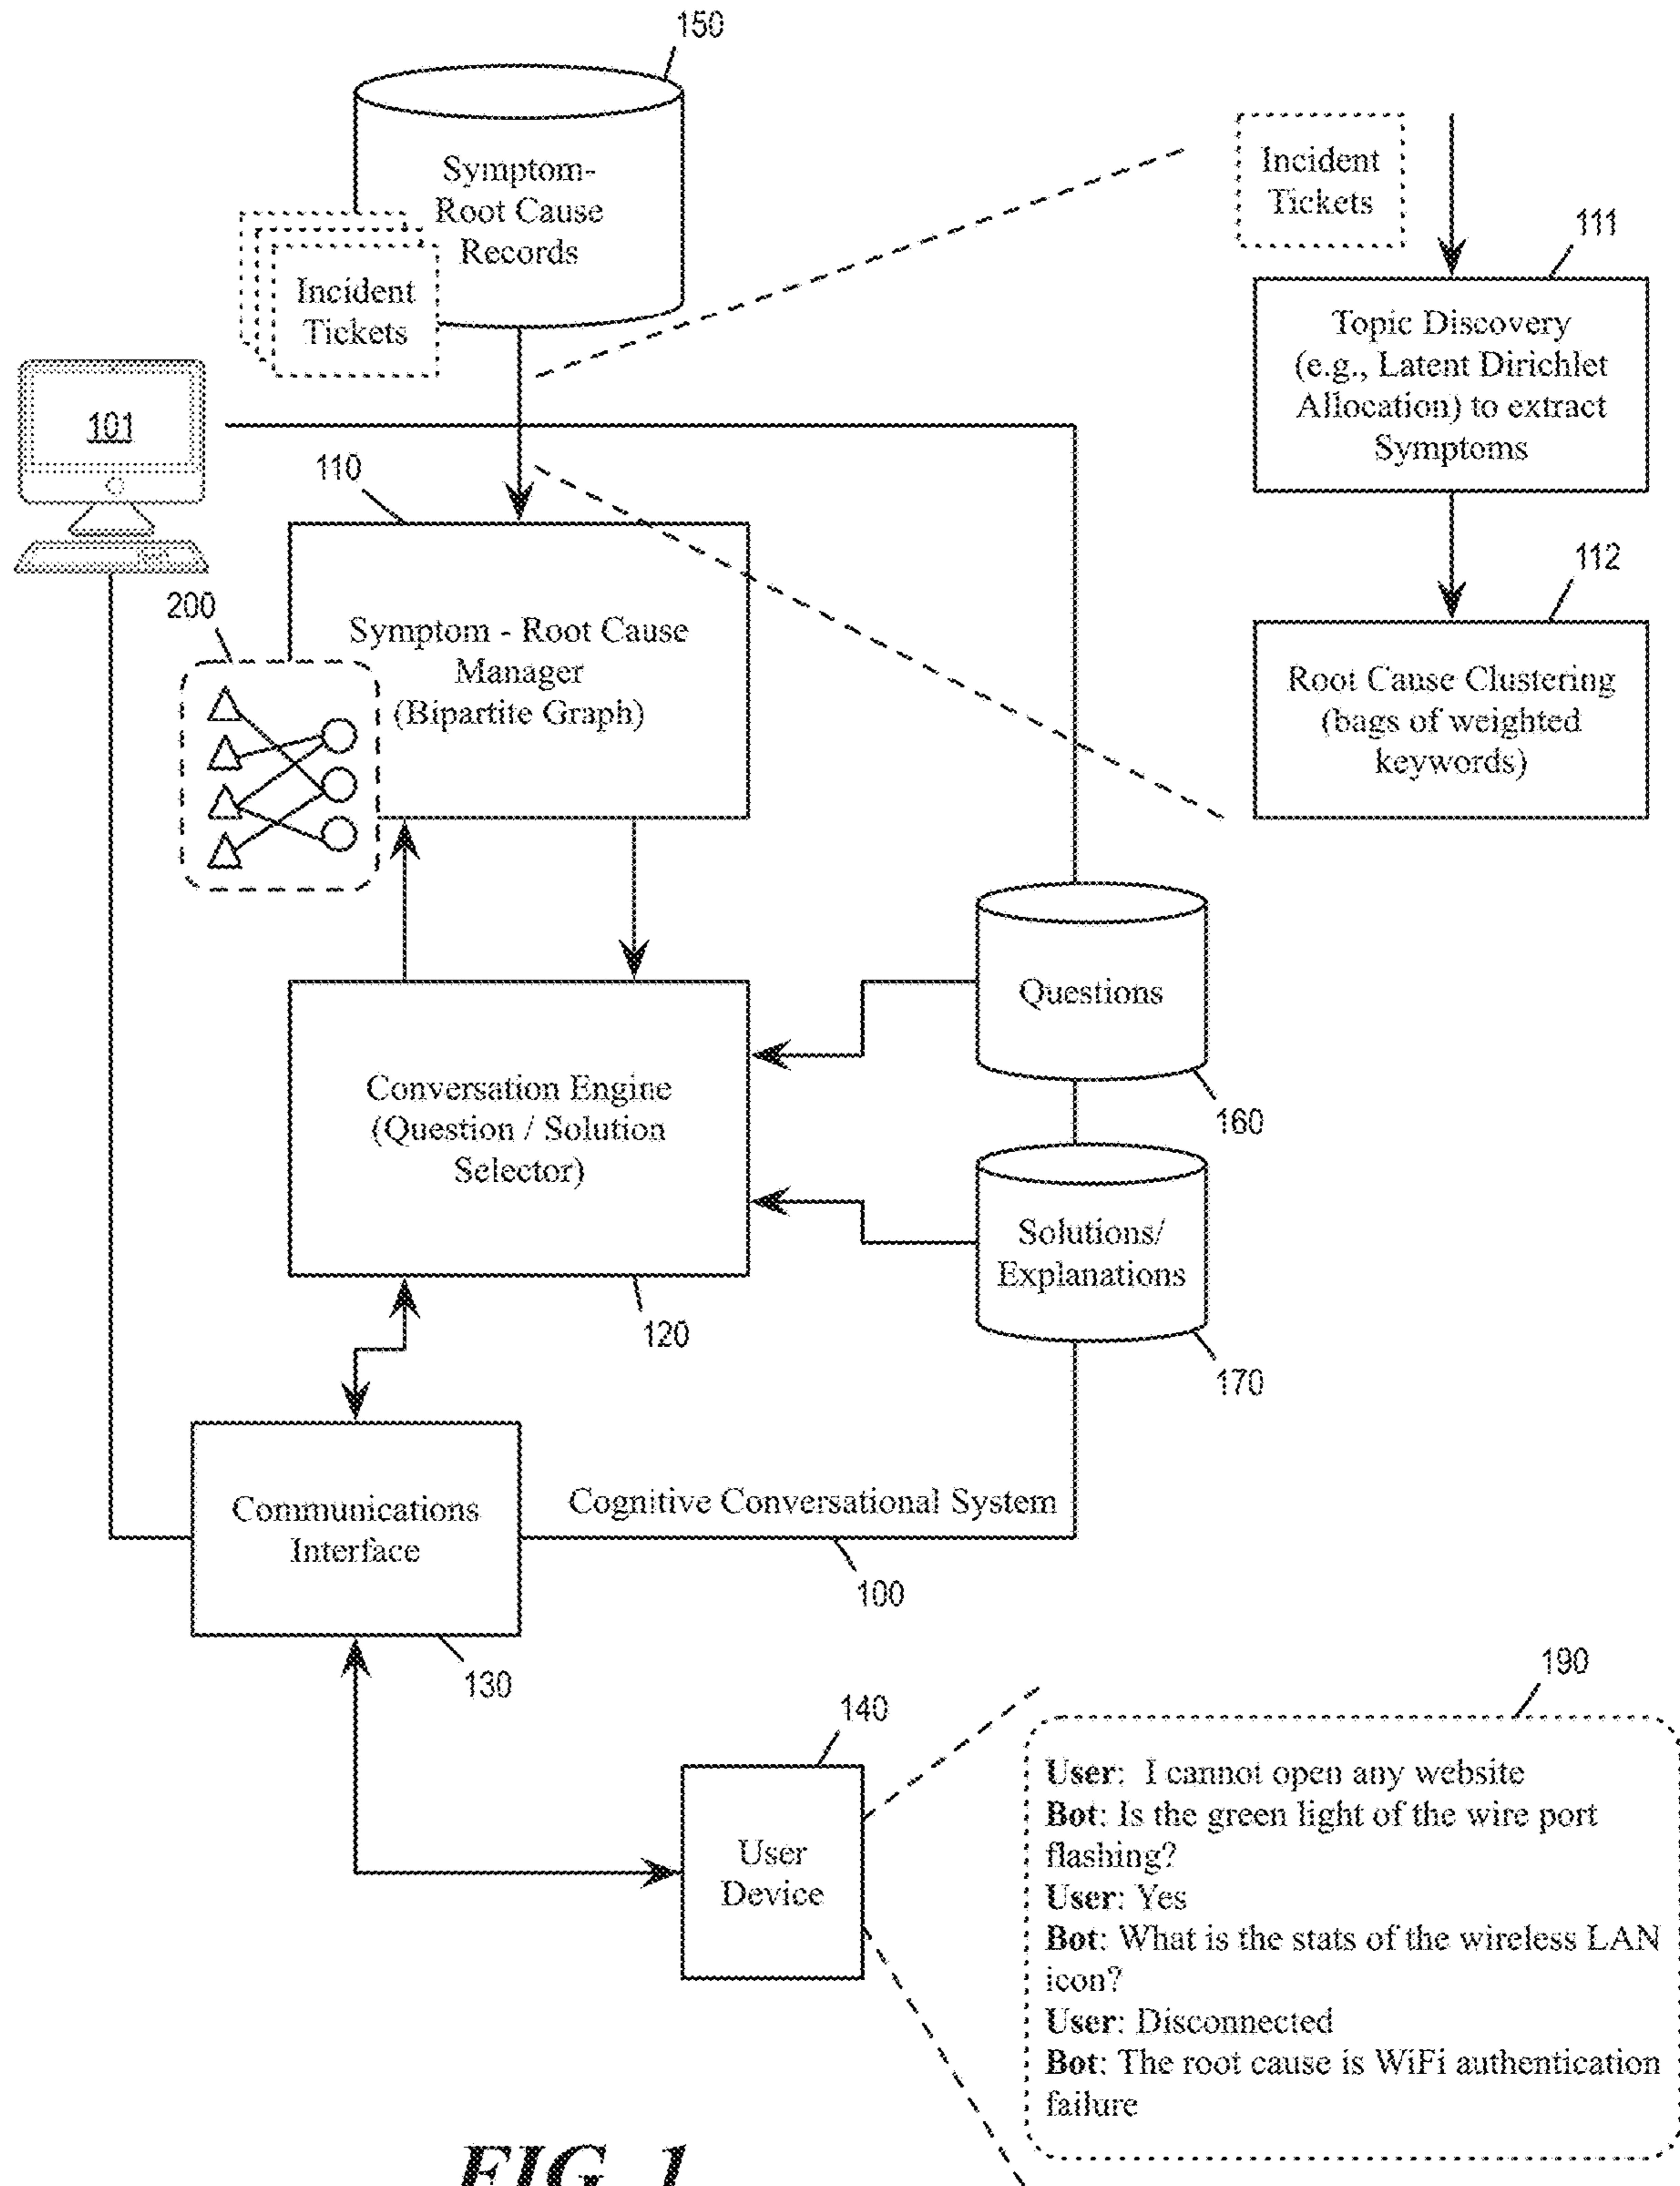 150
Symptom-
Root Cause
Records
Incident
Tickets
Incident
Tickets
111
Topic Discovery
(e.g., Latent Dirichlet
Allocation) to extract
Symptoms
101
110
112
200
Symptom - Root Cause
Manager
(Bipartite Graph)
Root Cause Clustering
(bags of weighted
keywords)
Questions
160
Conversation Engine
(Question / Solution
Selector)
120
Solutions/
Explanations
170
Communications
Interface
Cognitive Conversational System
100
130
140
User
Device
190
User: I cannot open any website
Bot: Is the green light of the wire port
flashing?
User: Yes
Bot: What is the stats of the wireless LAN
icon?
User: Disconnected
Bot: The root cause is WiFi authentication
failure
FIG. 1